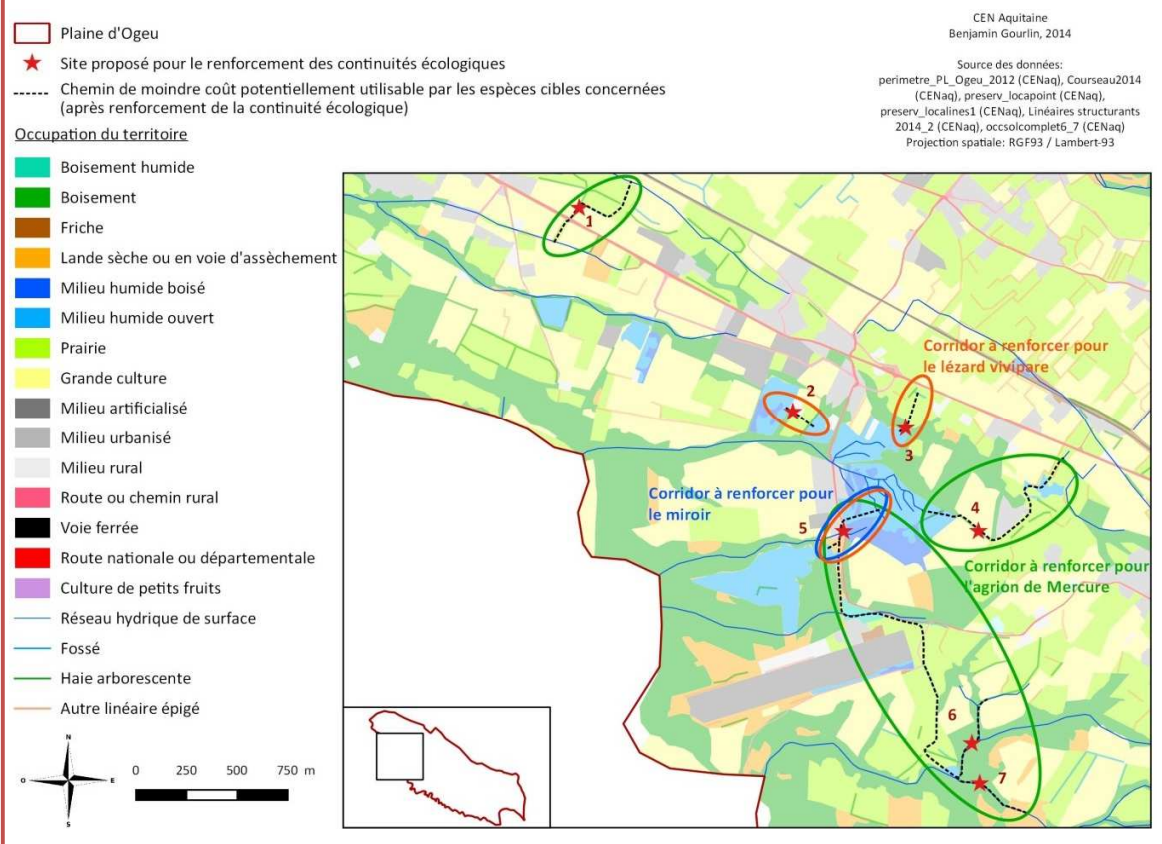 Plaine d'Ogeu
Site proposé pour le renforcement des continuités écologiques
Chemin de moindre coût potentiellement utilisable par les espèces cibles concernées
(après renforcement de la continuité écologique)
Occupation du territoire
Boisement humide
Boisement
Friche
Lande sèche ou en voie d'assèchement
Milieu humide boisé
Milieu humide ouvert
Prairie
Grande culture
Milieu artificialisé
Milieu urbanisé
Milieu rural
Route ou chemin rural
Voie ferrée
Route nationale ou départementale
Culture de petits fruits
Réseau hydrique de surface
Fossé
Haie arborescente
Autre linéaire épigé
N
O
E
S
0 250 500 750 m
CEN Aquitaine
Benjamin Gourlin, 2014
Source des données:
perimetre_PL_Ogeu_2012 (CENaq), Courseau2014
(CENaq), preserv_locapoint (CENaq),
preserv_localines1 (CENaq), Linéaires structurants
2014_2 (CENaq), occsolcomplet6_7 (CENaq)
Projection spatiale: RGF93 / Lambert-93
1
Corridor à renforcer pour
le lézard vivipare
2
3
Corridor à renforcer pour
le miroir
4
5
Corridor à renforcer pour
l'agrion de Mercure
6
7